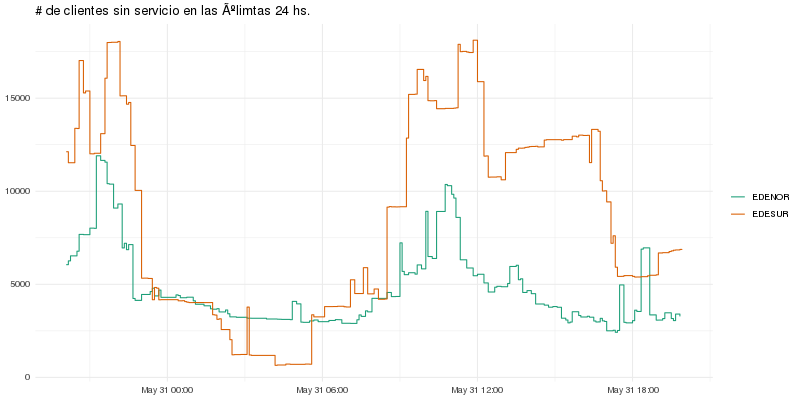 # de clientes sin servicio en las Ãºlimtas 24 hs.
15000
10000
5000
0
May 31 00:00
May 31 06:00
May 31 12:00
May 31 18:00
EDENOR
EDESUR